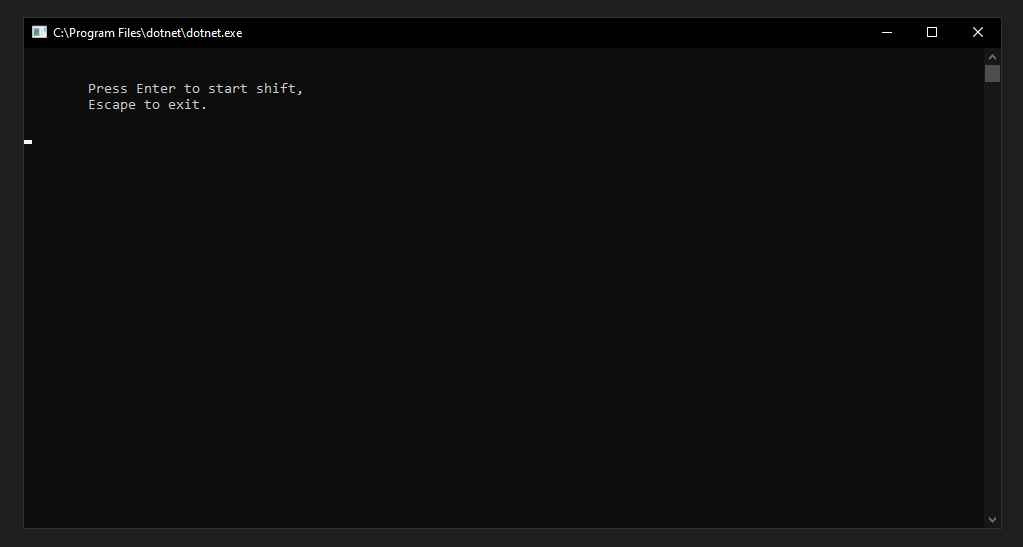 C:\Program Files\dotnet\dotnet.exe
Press Enter to start shift,
Escape to exit.